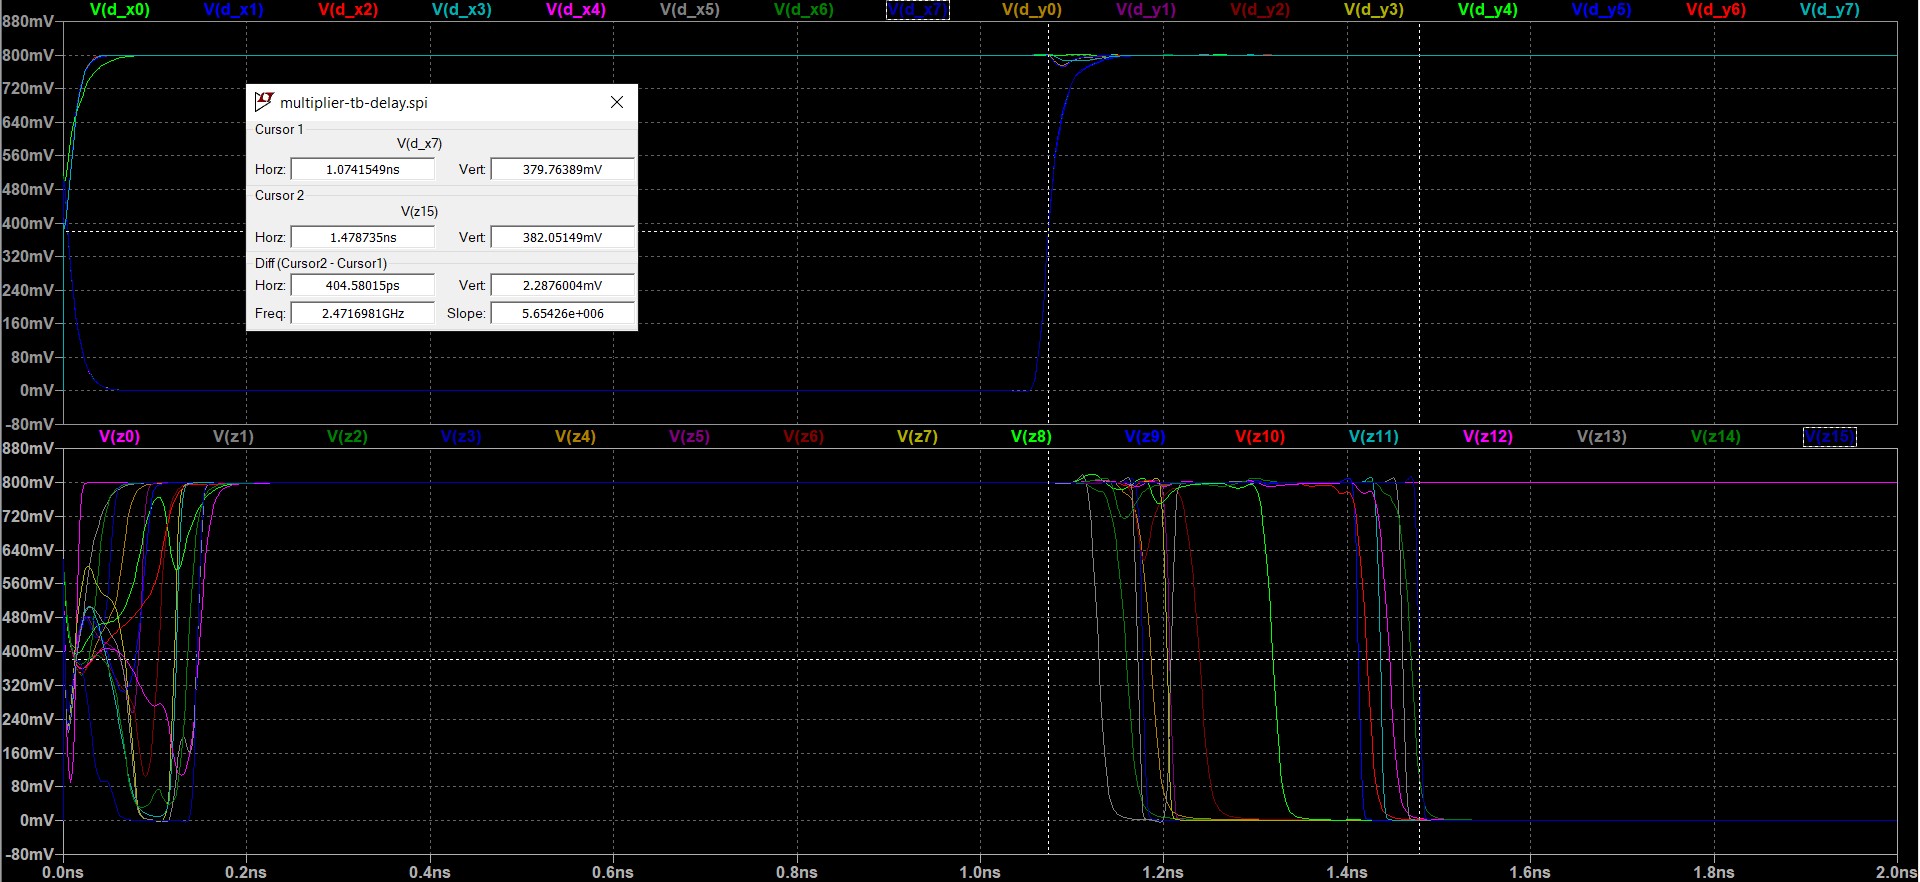 V(d_x0) V(d_x1) V(d_x2) V(d_x3) V(d_x4) V(d_x5) V(d_x6) V(d_x7) V(d_y0) V(d_y1) V(d_y2) V(d_y3) V(d_y4) V(d_y5) V(d_y6) V(d_y7)
880mV
800mV
720mV
640mV
560mV
480mV
400mV
320mV
240mV
160mV
80mV
0mV
-80mV
multiplier-tb-delay.spi
Cursor 1
V(d_x7)
Horz: 1.0741549ns Vert: 379.76389mV
Cursor 2
V(z15)
Horz: 1.478735ns Vert: 382.05149mV
Diff (Cursor2 - Cursor1)
Horz: 404.58015ps Vert: 2.2876004mV
Freq: 2.4716981GHz Slope: 5.65426e+006
V(z0) V(z1) V(z2) V(z3) V(z4) V(z5) V(z6) V(z7) V(z8) V(z9) V(z10) V(z11) V(z12) V(z13) V(z14) V(z15)
880mV
800mV
720mV
640mV
560mV
480mV
400mV
320mV
240mV
160mV
80mV
0mV
-80mV
0.0ns 0.2ns 0.4ns 0.6ns 0.8ns 1.0ns 1.2ns 1.4ns 1.6ns 1.8ns 2.0ns